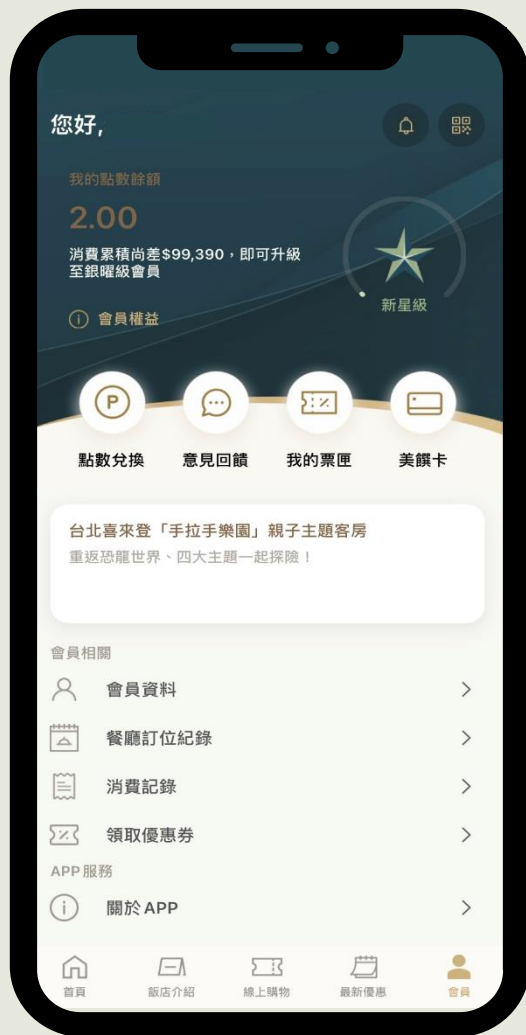 您好,
我的點數餘額
2.00
消費累積尚差$99,390，即可升級
至銀曜級會員
新星級
會員權益
點數兌換 意見回饋 我的票匣 美饌卡
台北喜來登「手拉手樂園」親子主題客房
重返恐龍世界、四大主題一起探險！
會員相關
會員資料
餐廳訂位紀錄
消費記錄
領取優惠券
APP服務
關於APP
首頁 飯店介紹 線上購物 最新優惠 會員